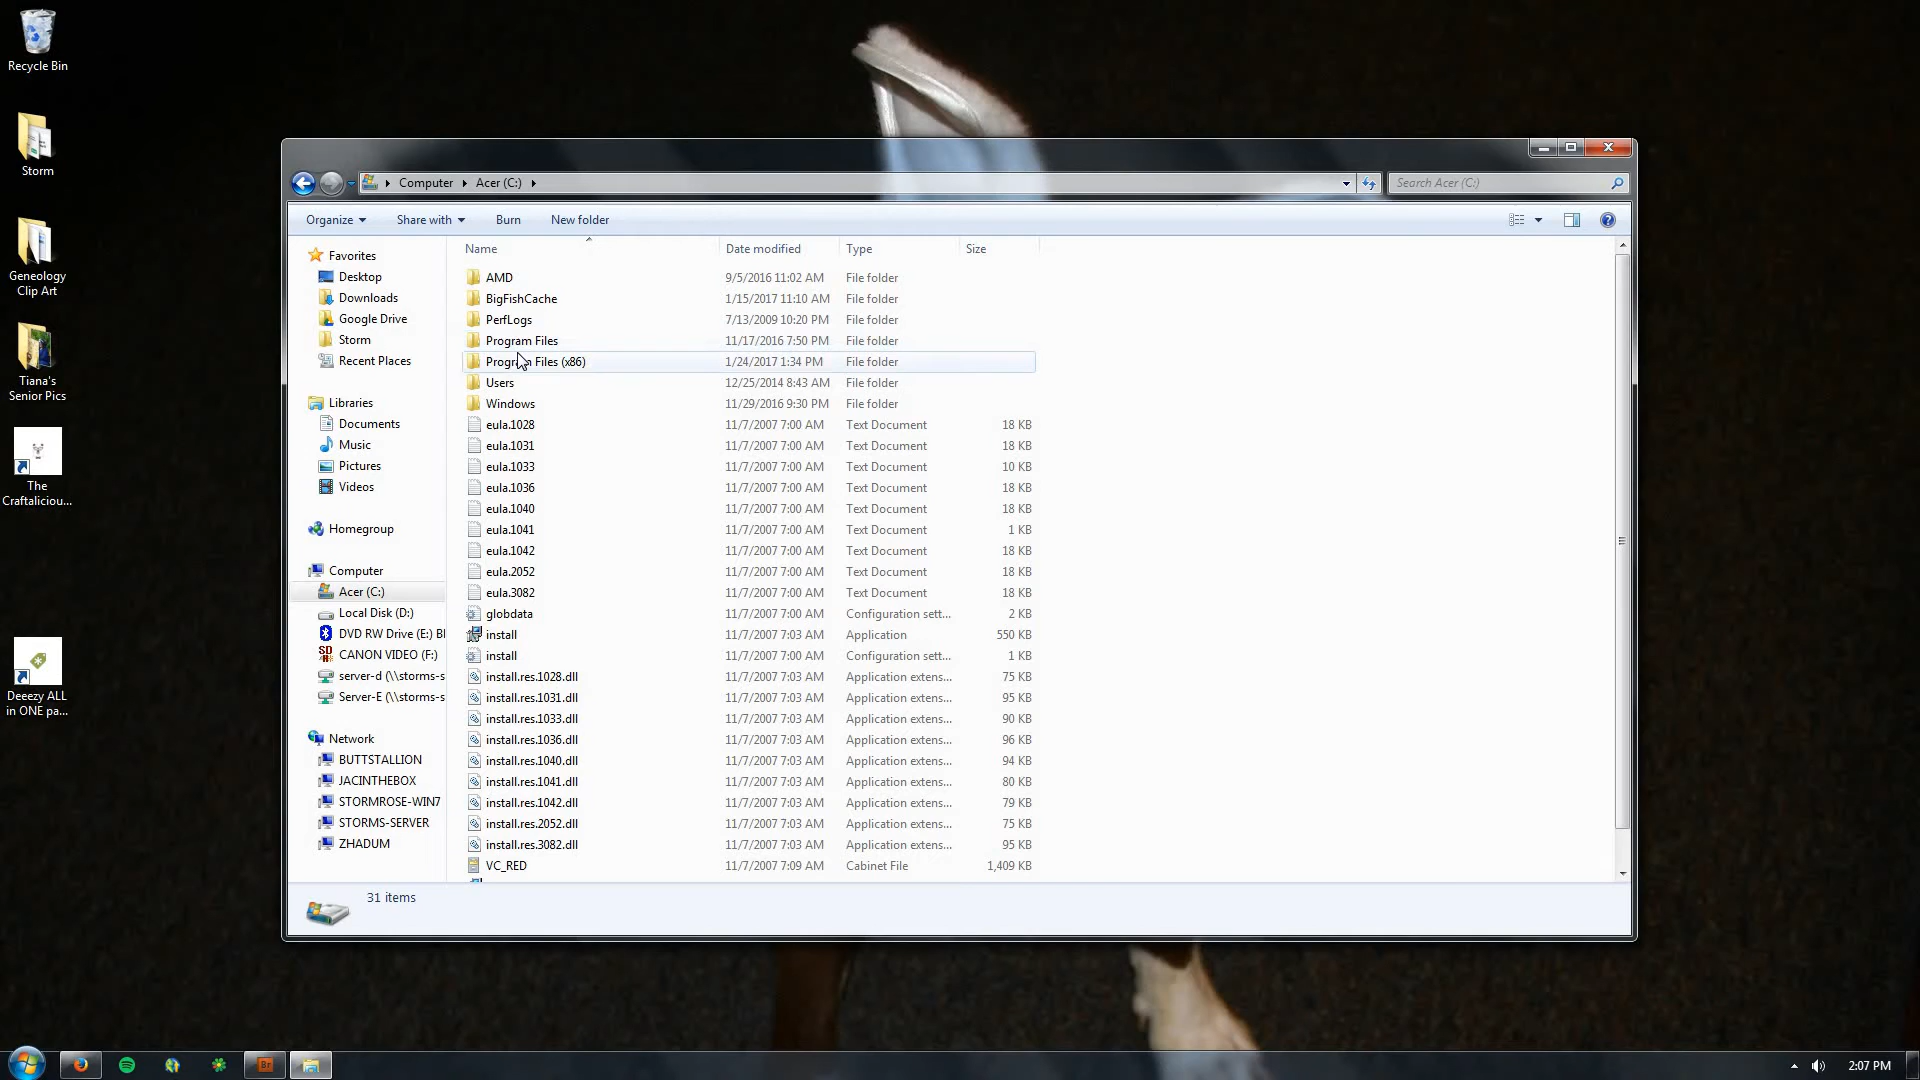 Recycle Bin
Storm
Geneology
Clip Art
Tiana's
Senior Pics
The
Craftaliciou...
Deeezy ALL
in ONE pa...
Computer
Acer (C:)
Search Acer (C:)
Organize
Share with
Burn
New folder
Favorites
Desktop
Downloads
Google Drive
Storm
Recent Places
Libraries
Documents
Music
Pictures
Videos
Homegroup
Computer
Acer (C:)
Local Disk (D:)
DVD RW Drive (E:) Bl
CANON VIDEO (F:)
server-d (\\storms-s
Server-E (\\storms-s
Network
BUTTSTALLION
JACINTHEBOX
STORMROSE-WIN7
STORMS-SERVER
ZHADUM
Name Date modified Type Size
AMD 9/5/2016 11:02 AM File folder
BigFishCache 1/15/2017 11:10 AM File folder
PerfLogs 7/13/2009 10:20 PM File folder
Program Files 11/17/2016 7:50 PM File folder
Program Files (x86) 1/24/2017 1:34 PM File folder
Users 12/25/2014 8:43 AM File folder
Windows 11/29/2016 9:30 PM File folder
eula.1028 11/7/2007 7:00 AM Text Document 18 KB
eula.1031 11/7/2007 7:00 AM Text Document 18 KB
eula.1033 11/7/2007 7:00 AM Text Document 10 KB
eula.1036 11/7/2007 7:00 AM Text Document 18 KB
eula.1040 11/7/2007 7:00 AM Text Document 18 KB
eula.1041 11/7/2007 7:00 AM Text Document 1 KB
eula.1042 11/7/2007 7:00 AM Text Document 18 KB
eula.2052 11/7/2007 7:00 AM Text Document 18 KB
eula.3082 11/7/2007 7:00 AM Text Document 18 KB
globdata 11/7/2007 7:00 AM Configuration sett... 2 KB
install 11/7/2007 7:03 AM Application 550 KB
install 11/7/2007 7:00 AM Configuration sett... 1 KB
install.res.1028.dll 11/7/2007 7:03 AM Application extens... 75 KB
install.res.1031.dll 11/7/2007 7:03 AM Application extens... 95 KB
install.res.1033.dll 11/7/2007 7:03 AM Application extens... 90 KB
install.res.1036.dll 11/7/2007 7:03 AM Application extens... 96 KB
install.res.1040.dll 11/7/2007 7:03 AM Application extens... 94 KB
install.res.1041.dll 11/7/2007 7:03 AM Application extens... 80 KB
install.res.1042.dll 11/7/2007 7:03 AM Application extens... 79 KB
install.res.2052.dll 11/7/2007 7:03 AM Application extens... 75 KB
install.res.3082.dll 11/7/2007 7:03 AM Application extens... 95 KB
VC_RED 11/7/2007 7:09 AM Cabinet File 1,409 KB
31 items
Br
2:07 PM